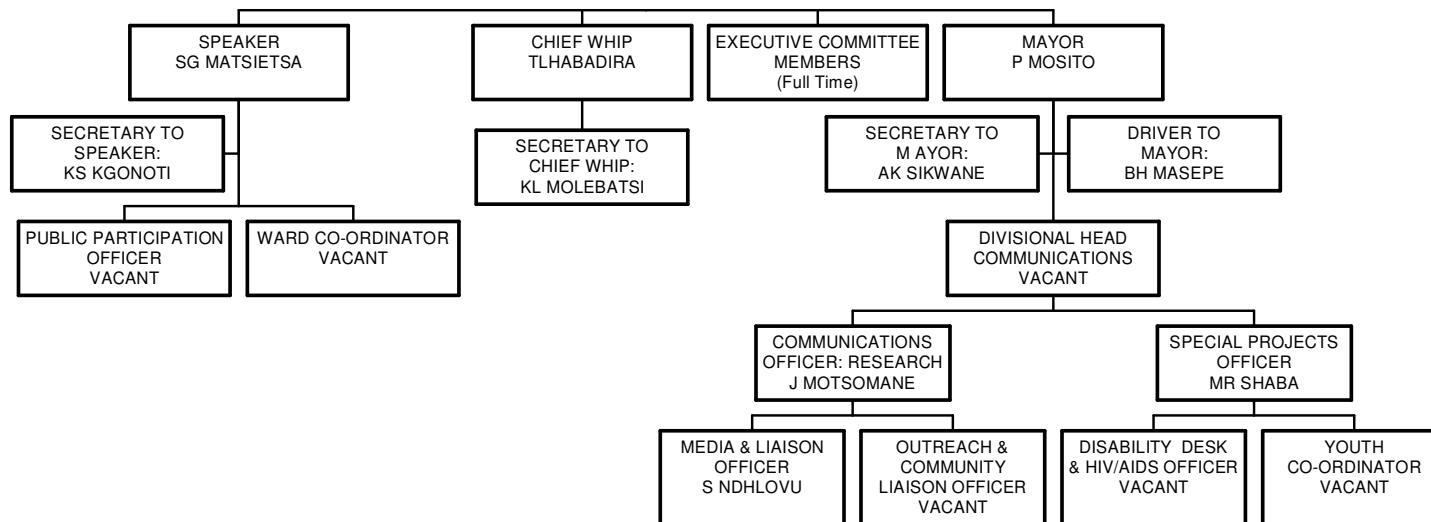 SPEAKER
SG MATSIETSA
CHIEF WHIP
TLHABADIRA
EXECUTIVE COMMITTEE
MEMBERS
(Full Time)
MAYOR
P MOSITO
SECRETARY TO
SPEAKER:
KS KGONOTI
SECRETARY TO
CHIEF WHIP:
KL MOLEBATSI
SECRETARY TO
M AYOR:
AK SIKWANE
DRIVER TO
MAYOR:
BH MASEPE
PUBLIC PARTICIPATION
OFFICER
VACANT
WARD CO-ORDINATOR
VACANT
DIVISIONAL HEAD
COMMUNICATIONS
VACANT
COMMUNICATIONS
OFFICER: RESEARCH
J MOTSOMANE
SPECIAL PROJECTS
OFFICER
MR SHABA
MEDIA & LIAISON
OFFICER
S NDHLOVU
OUTREACH &
COMMUNITY
LIAISON OFFICER
VACANT
DISABILITY DESK
& HIV/AIDS OFFICER
VACANT
YOUTH
CO-ORDINATOR
VACANT